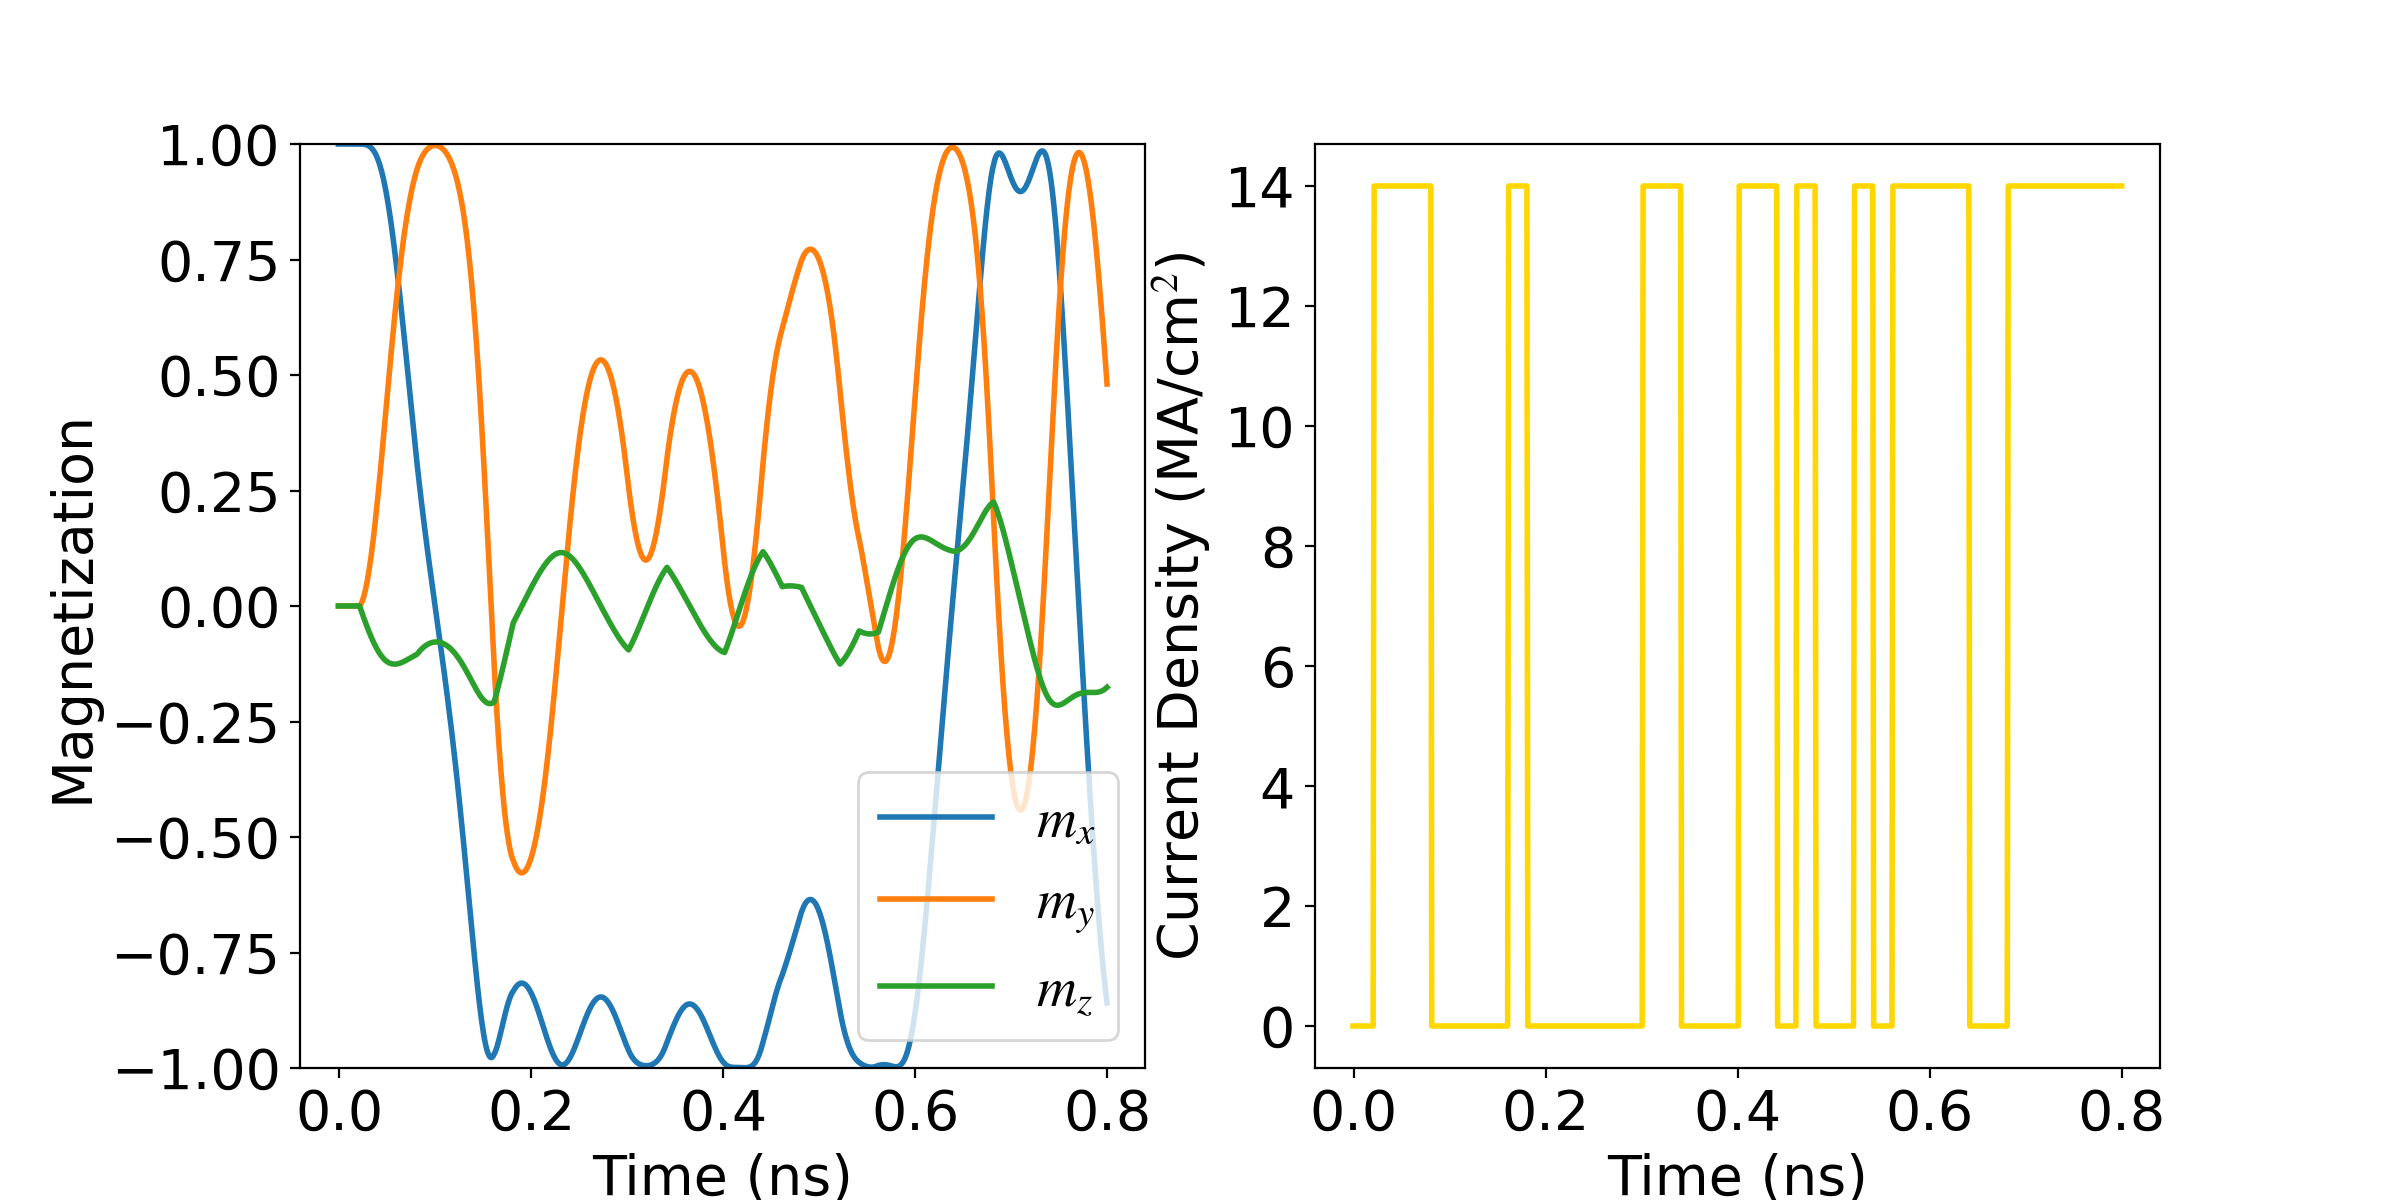 Magnetization
1.00
0.75
0.50
0.25
0.00
−0.25
−0.50
−0.75
−1.00
0.0 0.2 0.4 0.6 0.8
Time (ns)
m_x
m_y
m_z
Current Density (MA/cm²)
14
12
10
8
6
4
2
0
0.0 0.2 0.4 0.6 0.8
Time (ns)